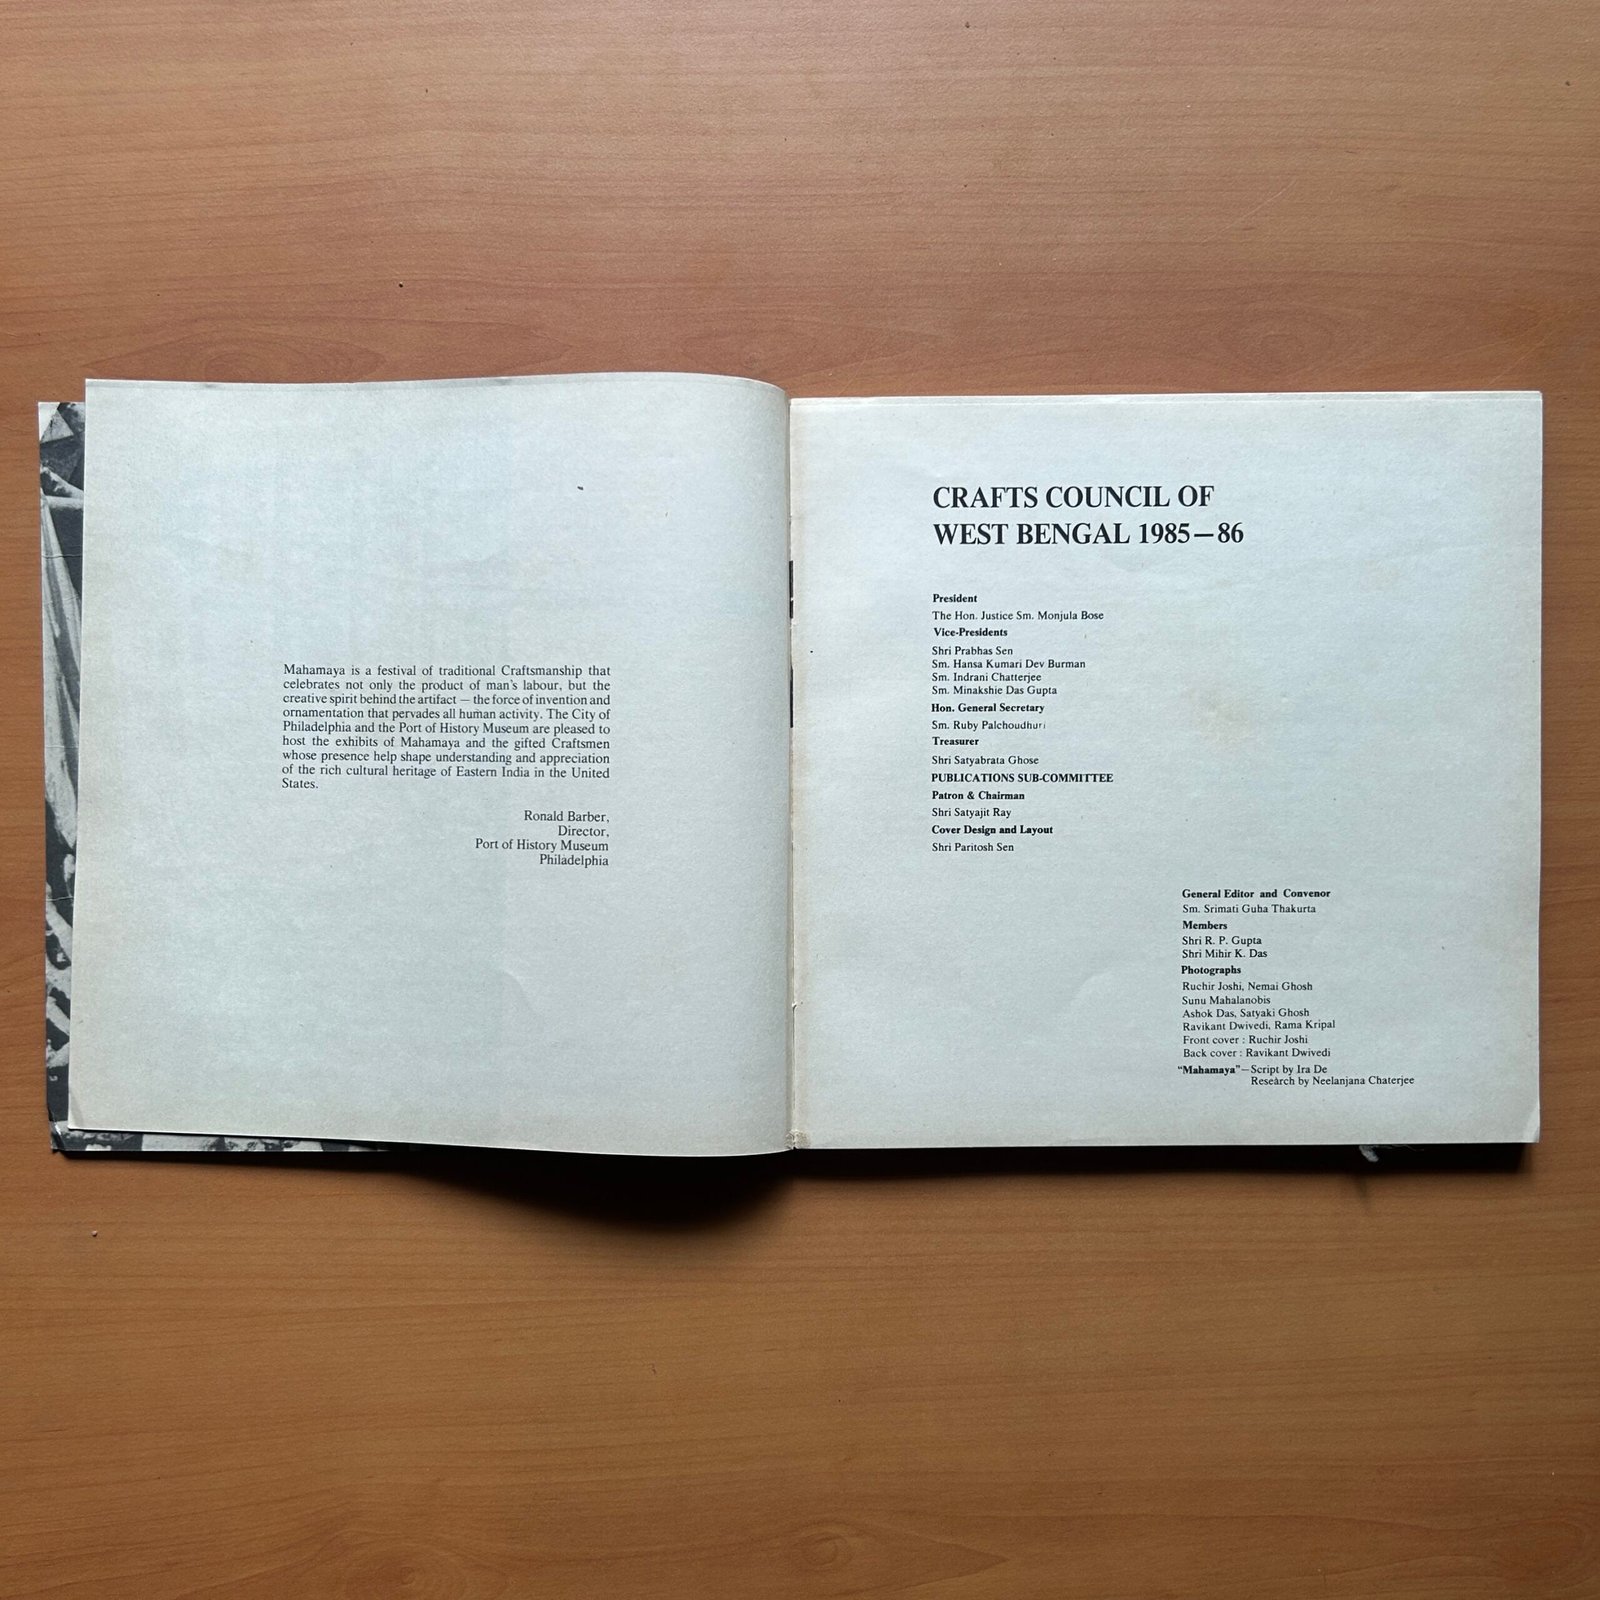 Mahamaya is a festival of traditional Craftsmanship that
celebrates not only the product of man's labour, but the
creative spirit behind the artifact — the force of invention and
ornamentation that pervades all human activity. The City of
Philadelphia and the Port of History Museum are pleased to
host the exhibits of Mahamaya and the gifted Craftsmen
whose presence help shape understanding and appreciation
of the rich cultural heritage of Eastern India in the United
States.
Ronald Barber,
Director,
Port of History Museum
Philadelphia
CRAFTS COUNCIL OF
WEST BENGAL 1985—86
President
The Hon. Justice Sm. Monjula Bose
Vice-Presidents
Shri Prabhas Sen
Sm. Hansa Kumari Dev Burman
Sm. Indrani Chatterjee
Sm. Minakshie Das Gupta
Hon. General Secretary
Sm. Ruby Palchoudhuri
Treasurer
Shri Satyabrata Ghose
PUBLICATIONS SUB-COMMITTEE
Patron & Chairman
Shri Satyajit Ray
Cover Design and Layout
Shri Paritosh Sen
General Editor and Convenor
Sm. Srimati Guha Thakurta
Members
Shri R. P. Gupta
Shri Mihir K. Das
Photographs
Ruchir Joshi, Nemai Ghosh
Sunu Mahalanobis
Ashok Das, Satyaki Ghosh
Ravikant Dwivedi, Rama Kripal
Front cover : Ruchir Joshi
Back cover : Ravikant Dwivedi
"Mahamaya"—Script by Ira De
Research by Neelanjana Chaterjee